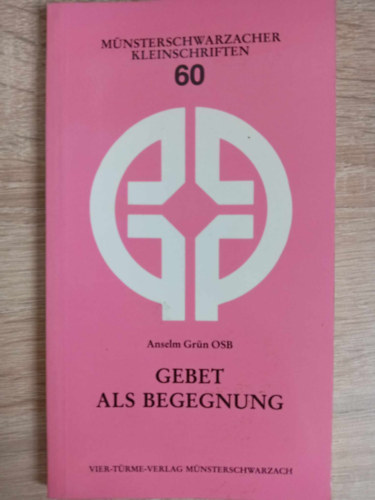 MÜNSTERSCHWARZACHER
KLEINSCHRIFTEN
60
Anselm Grün OSB
GEBET
ALS BEGEGNUNG
VIER-TÜRME-VERLAG MÜNSTERSCHWARZACH